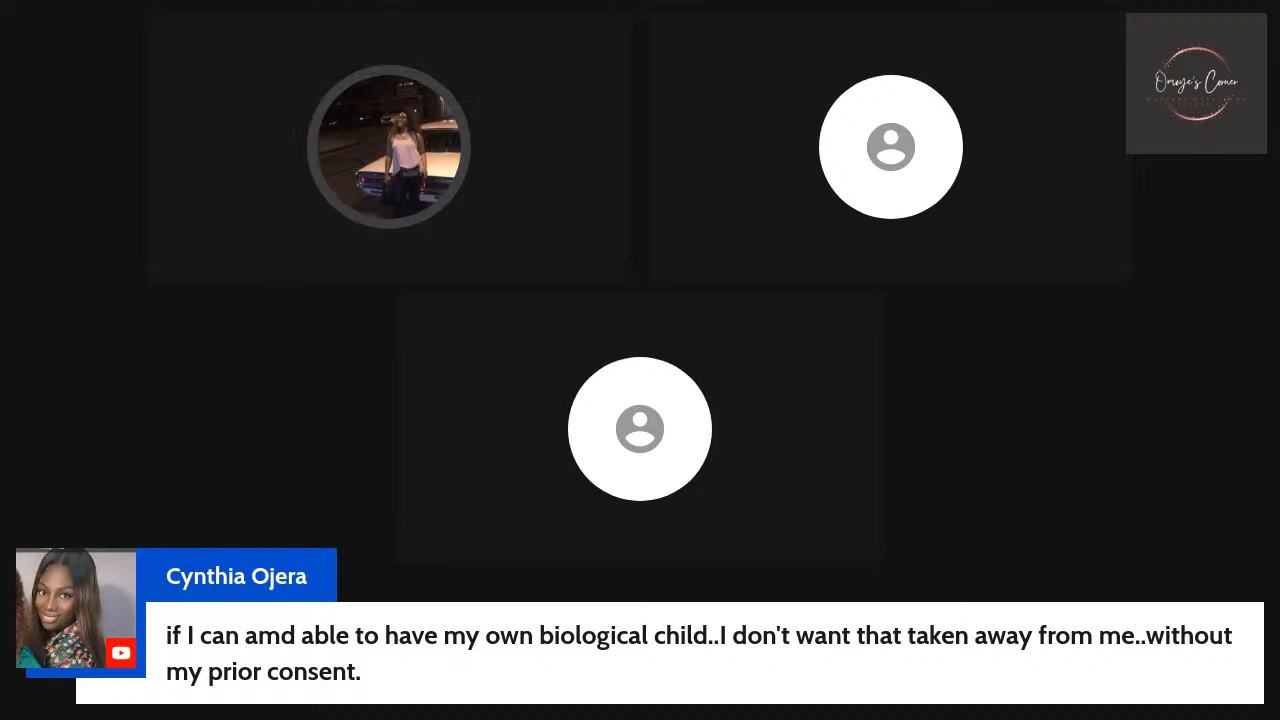 Omoye's Corner
Cynthia Ojera
if I can amd able to have my own biological child..I don't want that taken away from me..without
my prior consent.